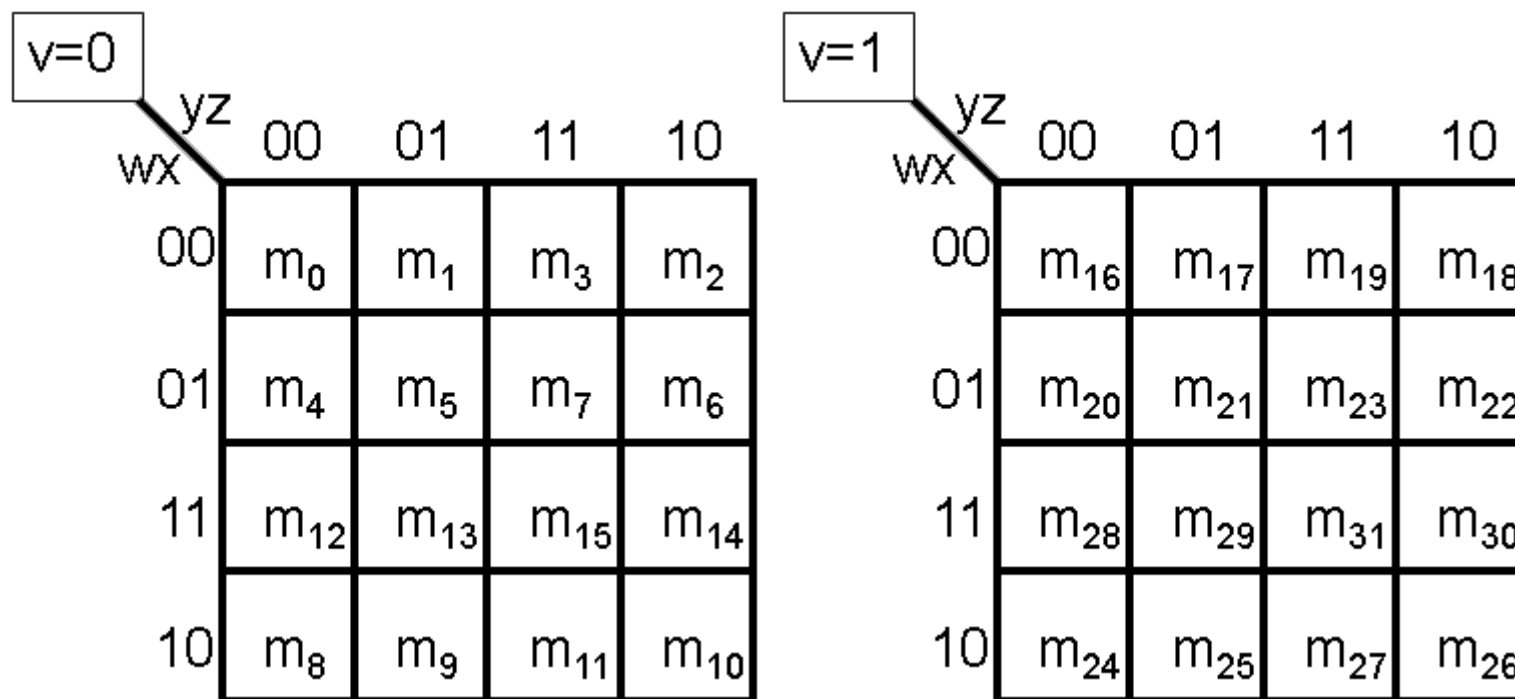 v=0 v=1
yz 00 01 11 10 yz 00 01 11 10
wx wx
00 m₀ m₁ m₃ m₂ 00 m₁₆ m₁₇ m₁₉ m₁₈
01 m₄ m₅ m₇ m₆ 01 m₂₀ m₂₁ m₂₃ m₂₂
11 m₁₂ m₁₃ m₁₅ m₁₄ 11 m₂₈ m₂₉ m₃₁ m₃₀
10 m₈ m₉ m₁₁ m₁₀ 10 m₂₄ m₂₅ m₂₇ m₂₆